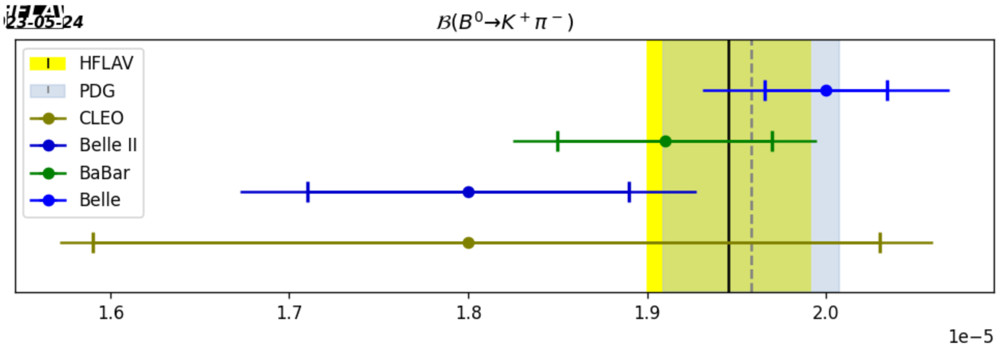 HFLAV
23-05-24
ℬ(B⁰→K⁺π⁻)
HFLAV
PDG
CLEO
Belle II
BaBar
Belle
1.6 1.7 1.8 1.9 2.0
1e−5